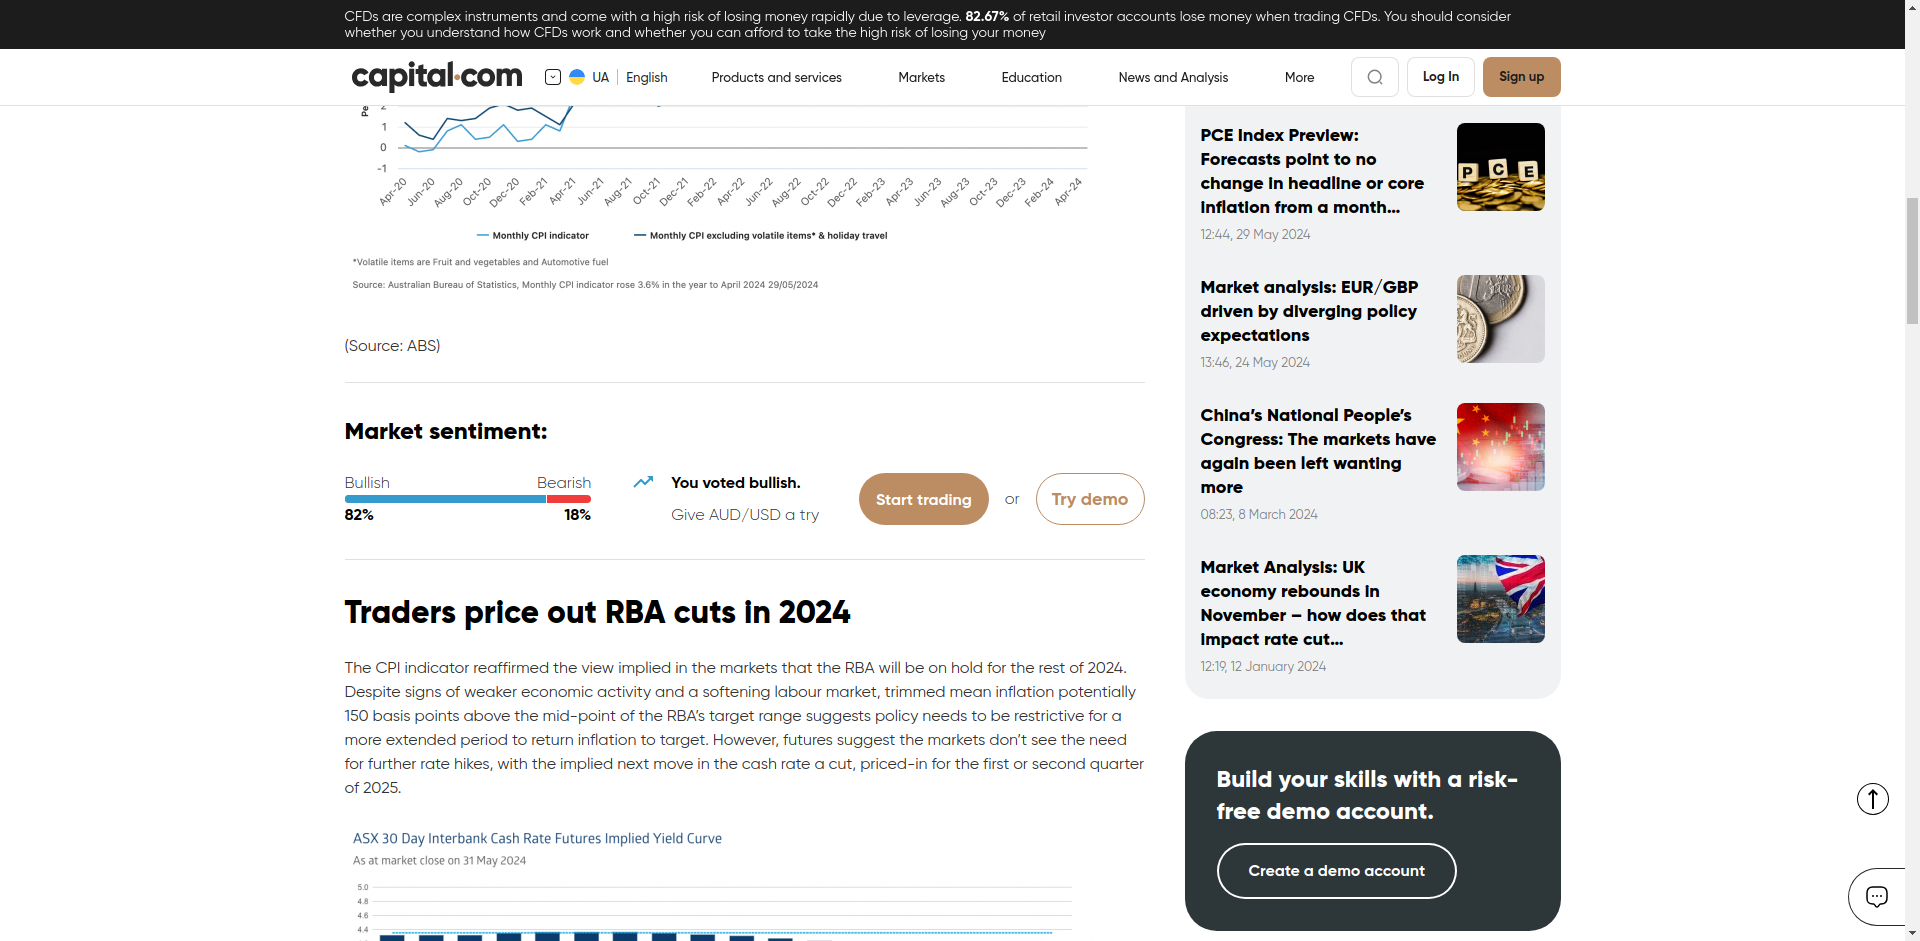 CFDs are complex instruments and come with a high risk of losing money rapidly due to leverage. 82.67% of retail investor accounts lose money when trading CFDs. You should consider
whether you understand how CFDs work and whether you can afford to take the high risk of losing your money
capital.com
UA
English
Products and services
Markets
Education
News and Analysis
More
Log In
Sign up
Pe
2
1
0
-1
Apr-20
Jun-20
Aug-20
Oct-20
Dec-20
Feb-21
Apr-21
Jun-21
Aug-21
Oct-21
Dec-21
Feb-22
Apr-22
Jun-22
Aug-22
Oct-22
Dec-22
Feb-23
Apr-23
Jun-23
Aug-23
Oct-23
Dec-23
Feb-24
Apr-24
Monthly CPI indicator
Monthly CPI excluding volatile items* & holiday travel
*Volatile items are Fruit and vegetables and Automotive fuel
Source: Australian Bureau of Statistics, Monthly CPI indicator rose 3.6% in the year to April 2024 29/05/2024
(Source: ABS)
Market sentiment:
Bullish
Bearish
82%
18%
You voted bullish.
Give AUD/USD a try
Start trading
or
Try demo
Traders price out RBA cuts in 2024
The CPI indicator reaffirmed the view implied in the markets that the RBA will be on hold for the rest of 2024.
Despite signs of weaker economic activity and a softening labour market, trimmed mean inflation potentially
150 basis points above the mid-point of the RBA's target range suggests policy needs to be restrictive for a
more extended period to return inflation to target. However, futures suggest the markets don't see the need
for further rate hikes, with the implied next move in the cash rate a cut, priced-in for the first or second quarter
of 2025.
ASX 30 Day Interbank Cash Rate Futures Implied Yield Curve
As at market close on 31 May 2024
5.0
4.8
4.6
4.4
PCE Index Preview:
Forecasts point to no
change in headline or core
inflation from a month...
12:44, 29 May 2024
P C E
Market analysis: EUR/GBP
driven by diverging policy
expectations
13:46, 24 May 2024
China's National People's
Congress: The markets have
again been left wanting
more
08:23, 8 March 2024
Market Analysis: UK
economy rebounds in
November – how does that
impact rate cut...
12:19, 12 January 2024
Build your skills with a risk-
free demo account.
Create a demo account